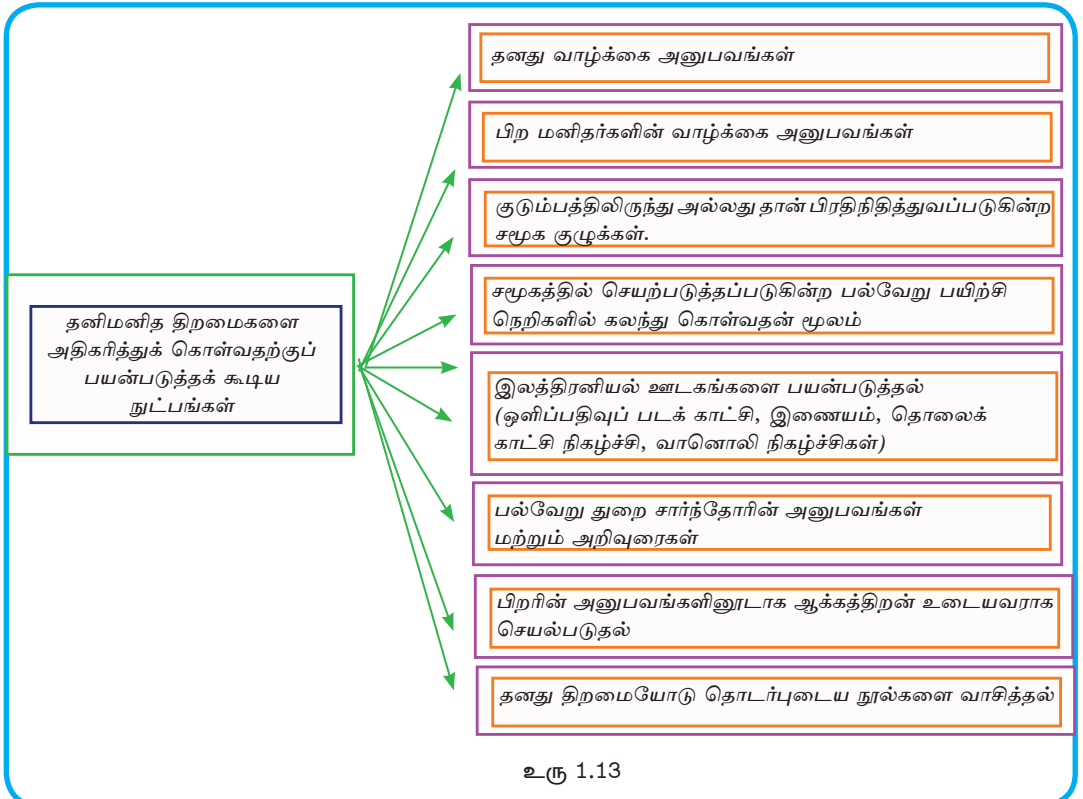 தனிமனித திறமைகளை
அதிகரித்துக் கொள்வதற்குப்
பயன்படுத்தக் கூடிய
நுட்பங்கள்
தனது வாழ்க்கை அனுபவங்கள்
பிற மனிதர்களின் வாழ்க்கை அனுபவங்கள்
குடும்பத்திலிருந்து அல்லது தான் பிரதிநிதித்துவப்படுகின்ற
சமூக குழுக்கள்.
சமூகத்தில் செயற்படுத்தப்படுகின்ற பல்வேறு பயிற்சி
நெறிகளில் கலந்து கொள்வதன் மூலம்
இலத்திரனியல் ஊடகங்களை பயன்படுத்தல்
(ஒளிப்பதிவுப் படக் காட்சி, இணையம், தொலைக்
காட்சி நிகழ்ச்சி, வானொலி நிகழ்ச்சிகள்)
பல்வேறு துறை சார்ந்தோரின் அனுபவங்கள்
மற்றும் அறிவுரைகள்
பிறரின் அனுபவங்களினூடாக ஆக்கத்திறன் உடையவராக
செயல்படுதல்
தனது திறமையோடு தொடர்புடைய நூல்களை வாசித்தல்
உரு 1.13